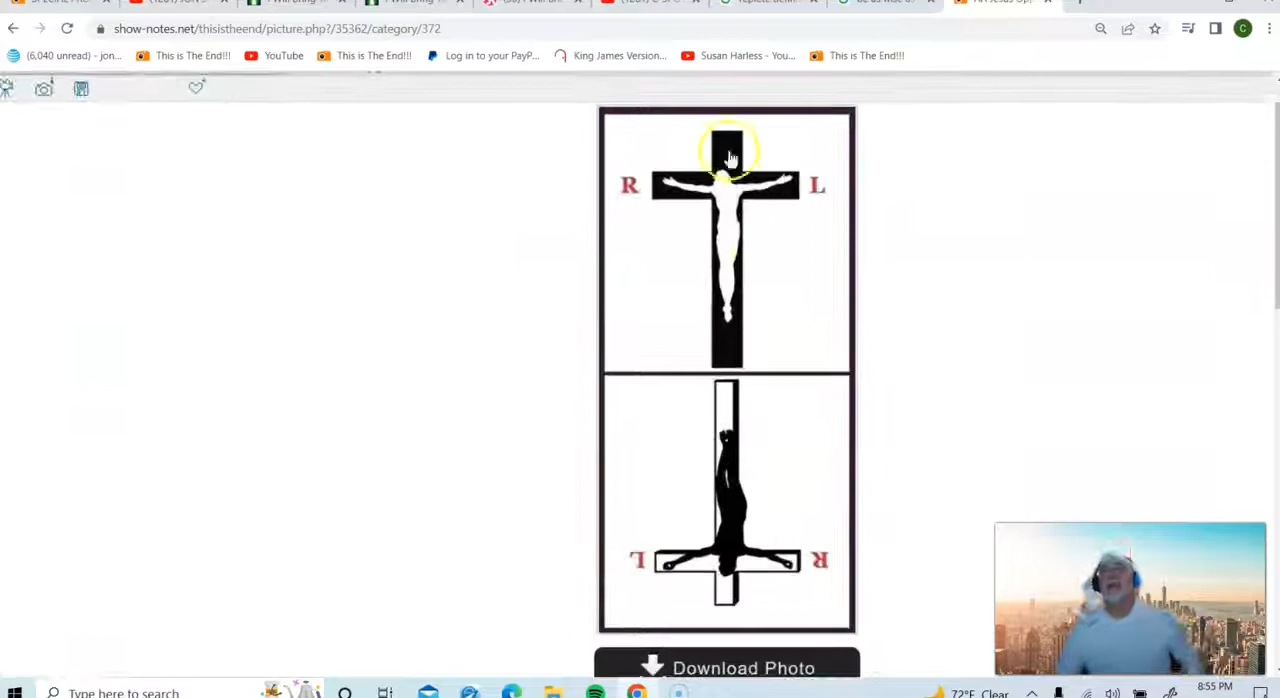 show-notes.net/thisistheend/picture.php?/35362/category/372
C
(6,040 unread) - jon... This is The End!!! YouTube This is The End!!! Log in to your PayP... King James Version... Susan Harless - You... This is The End!!!
R L
L R
Download Photo
Type here to search 72°F Clear 8:55 PM